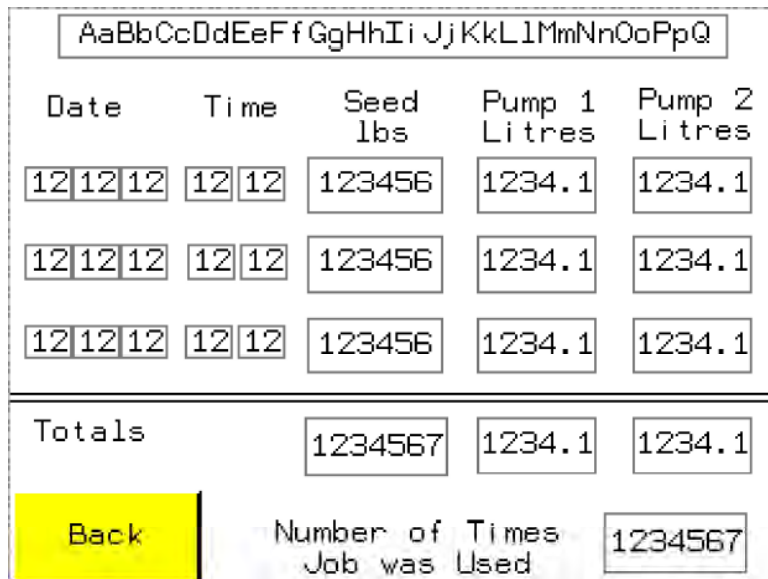 AaBbCcDdEeFfGgHhIiJjKkLlMmNnOoPpQ
Date Time Seed lbs Pump 1 Litres Pump 2 Litres
12 12 12 12 12 123456 1234.1 1234.1
12 12 12 12 12 123456 1234.1 1234.1
12 12 12 12 12 123456 1234.1 1234.1
Totals 1234567 1234.1 1234.1
Back Number of Times Job was Used 1234567